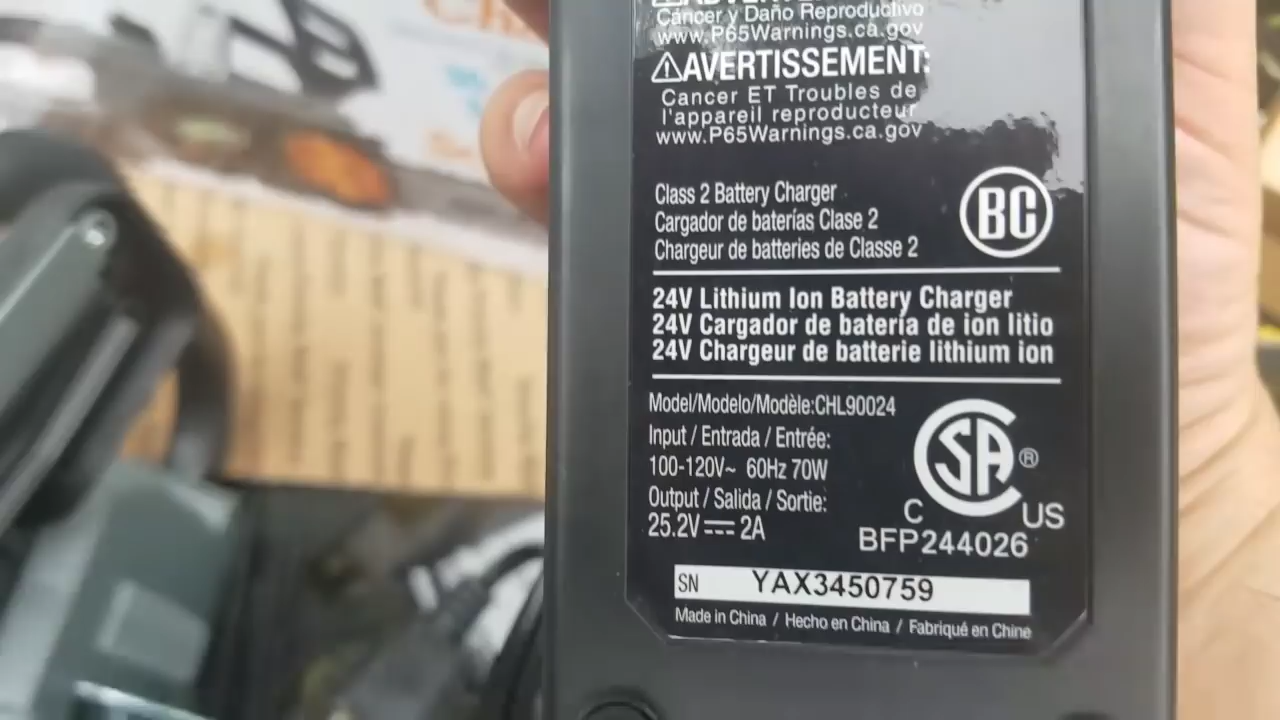 Cáncer y Daño Reproductivo
www.P65Warnings.ca.gov
⚠AVERTISSEMENT:
Cancer ET Troubles de
l'appareil reproducteur
www.P65Warnings.ca.gov
Class 2 Battery Charger
Cargador de baterías Clase 2
Chargeur de batteries de Classe 2
BC
24V Lithium Ion Battery Charger
24V Cargador de batería de ion litio
24V Chargeur de batterie lithium ion
Model/Modelo/Modèle:CHL90024
Input / Entrada / Entrée:
100-120V~ 60Hz 70W
Output / Salida / Sortie:
25.2V⎓ 2A
SA ®
C US
BFP244026
SN YAX3450759
Made in China / Hecho en China / Fabriqué en Chine